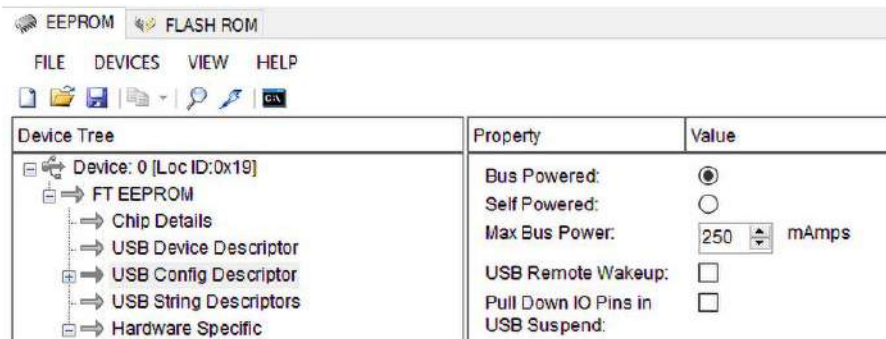 EEPROM FLASH ROM
FILE DEVICES VIEW HELP
C:\
Device Tree Property Value
Device: 0 [Loc ID:0x19] Bus Powered:
FT EEPROM Self Powered:
Chip Details Max Bus Power: 250 mAmps
USB Device Descriptor
USB Config Descriptor USB Remote Wakeup:
USB String Descriptors Pull Down IO Pins in
Hardware Specific USB Suspend: